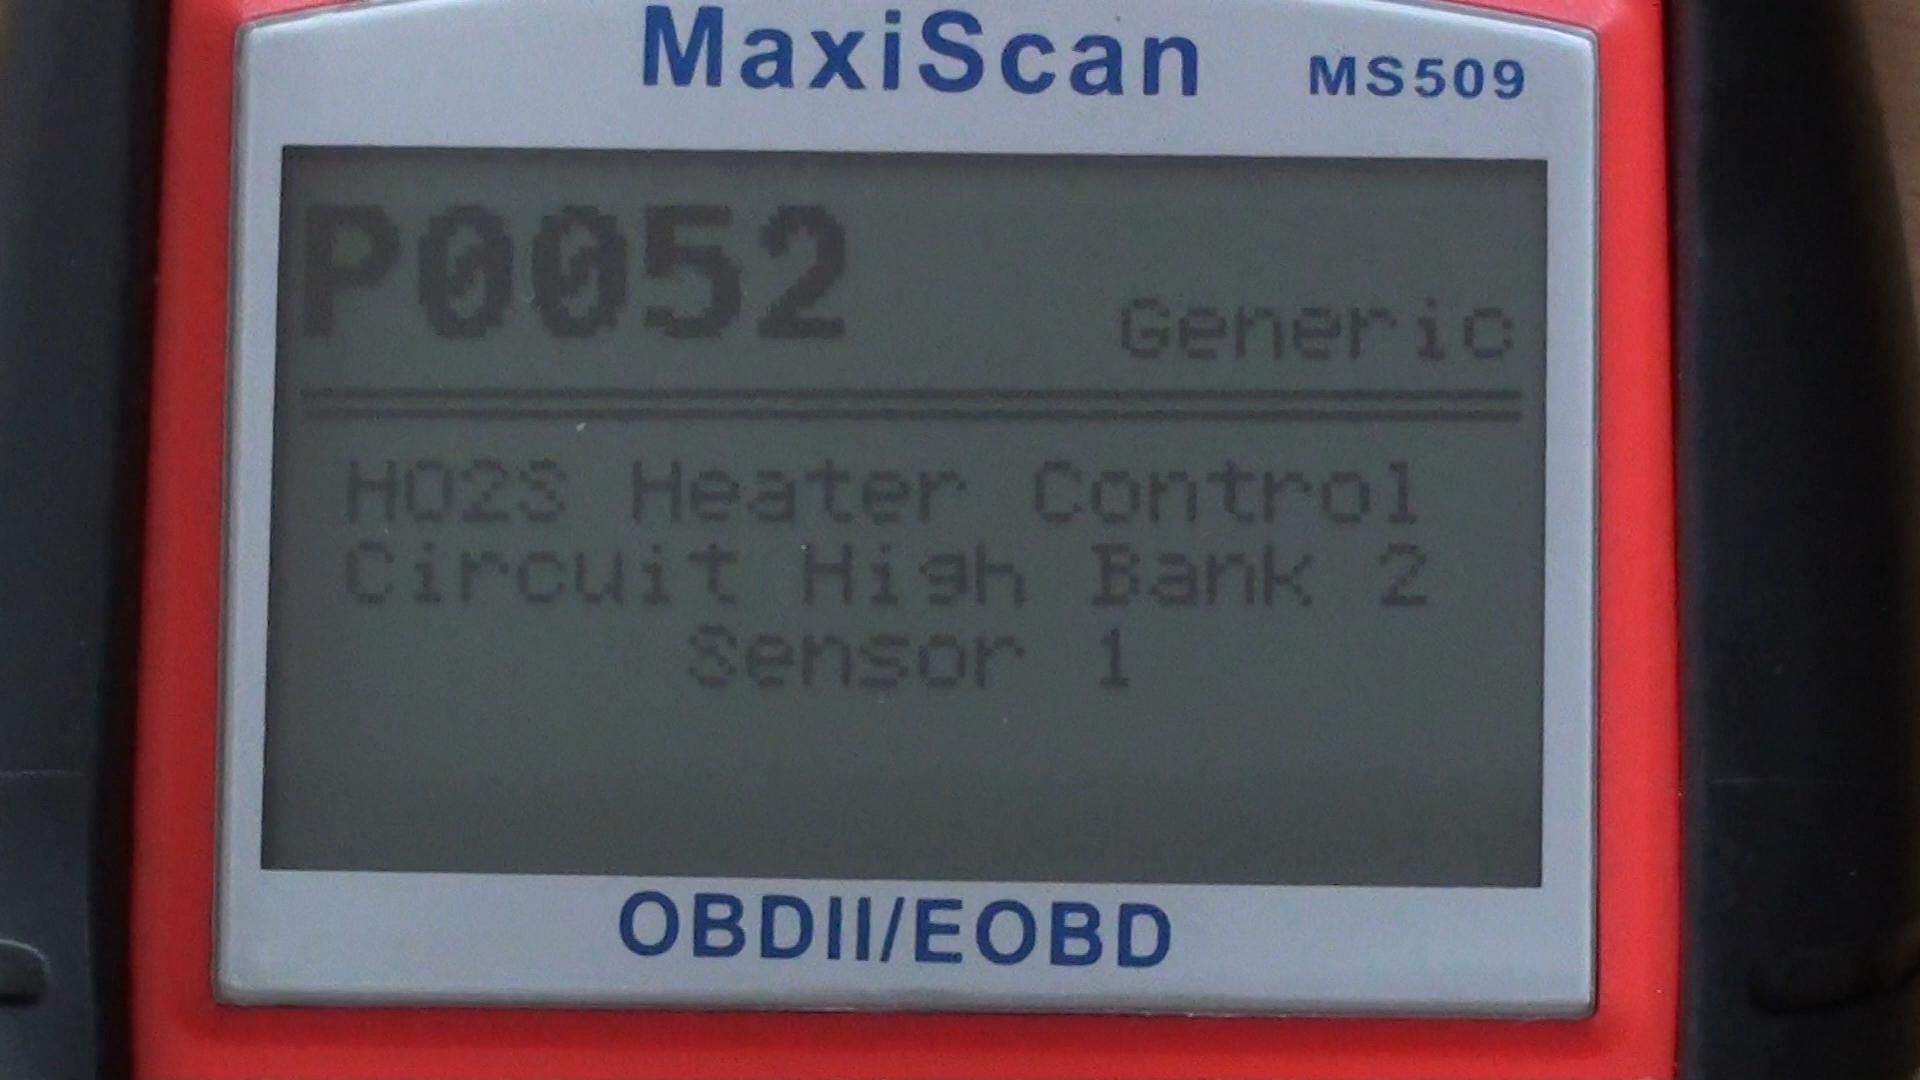 MaxiScan MS509
P0052 Generic
HO2S Heater Control
Circuit High Bank 2
Sensor 1
OBDII/EOBD